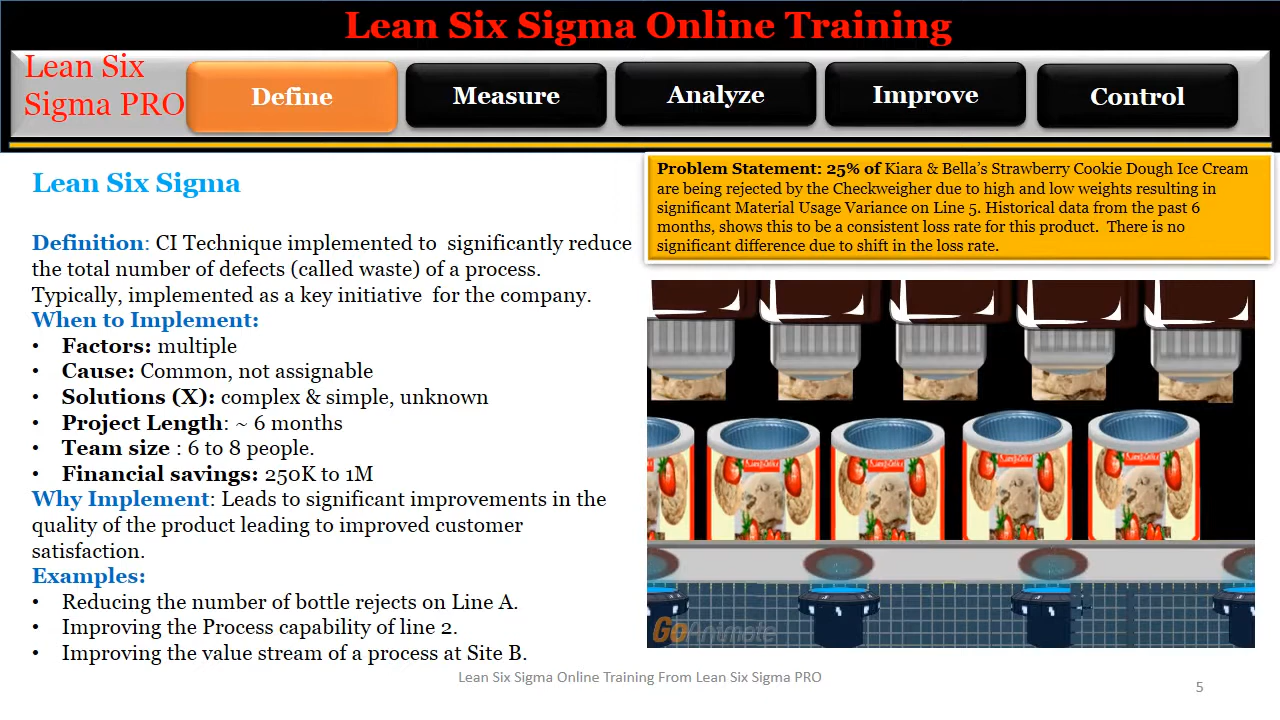 Lean Six Sigma Online Training
Lean Six
Sigma PRO
Define
Measure
Analyze
Improve
Control
Lean Six Sigma
Definition: CI Technique implemented to significantly reduce
the total number of defects (called waste) of a process.
Typically, implemented as a key initiative for the company.
When to Implement:
• Factors: multiple
• Cause: Common, not assignable
• Solutions (X): complex & simple, unknown
• Project Length: ~ 6 months
• Team size : 6 to 8 people.
• Financial savings: 250K to 1M
Why Implement: Leads to significant improvements in the
quality of the product leading to improved customer
satisfaction.
Examples:
• Reducing the number of bottle rejects on Line A.
• Improving the Process capability of line 2.
• Improving the value stream of a process at Site B.
Problem Statement: 25% of Kiara & Bella's Strawberry Cookie Dough Ice Cream
are being rejected by the Checkweigher due to high and low weights resulting in
significant Material Usage Variance on Line 5. Historical data from the past 6
months, shows this to be a consistent loss rate for this product. There is no
significant difference due to shift in the loss rate.
GoAnimate
Lean Six Sigma Online Training From Lean Six Sigma PRO
5